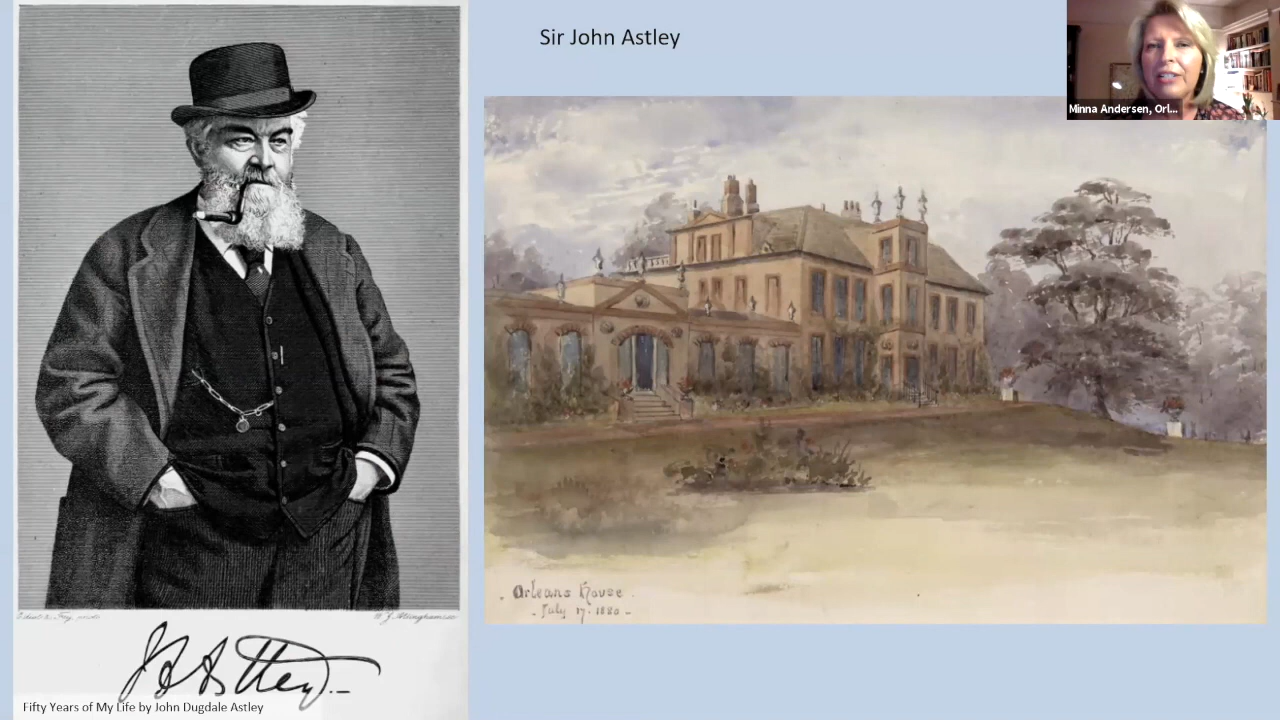 Sir John Astley
Minna Andersen, Orl...
Orleans House.
- July 17. 1880 -
J D Astley
Fifty Years of My Life by John Dugdale Astley